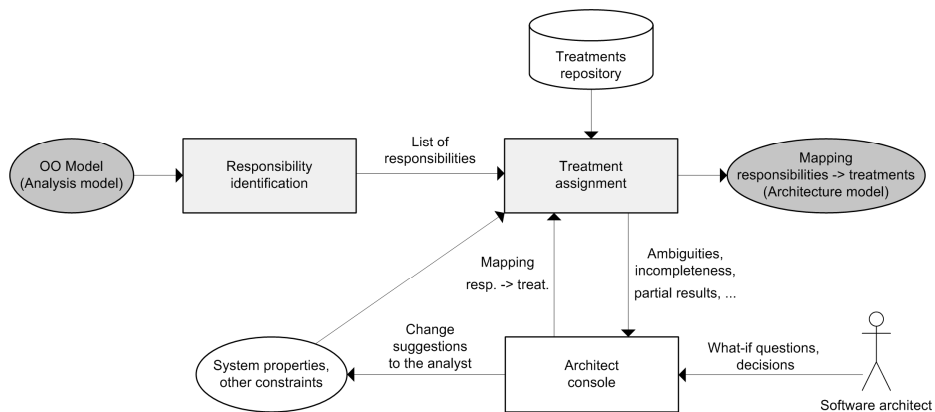 Treatments
repository
OO Model
(Analysis model)
Responsibility
identification
List of
responsibilities
Treatment
assignment
Mapping
responsibilities -> treatments
(Architecture model)
Mapping
resp. -> treat.
Ambiguities,
incompleteness,
partial results, ...
System properties,
other constraints
Change
suggestions
to the analyst
Architect
console
What-if questions,
decisions
Software architect